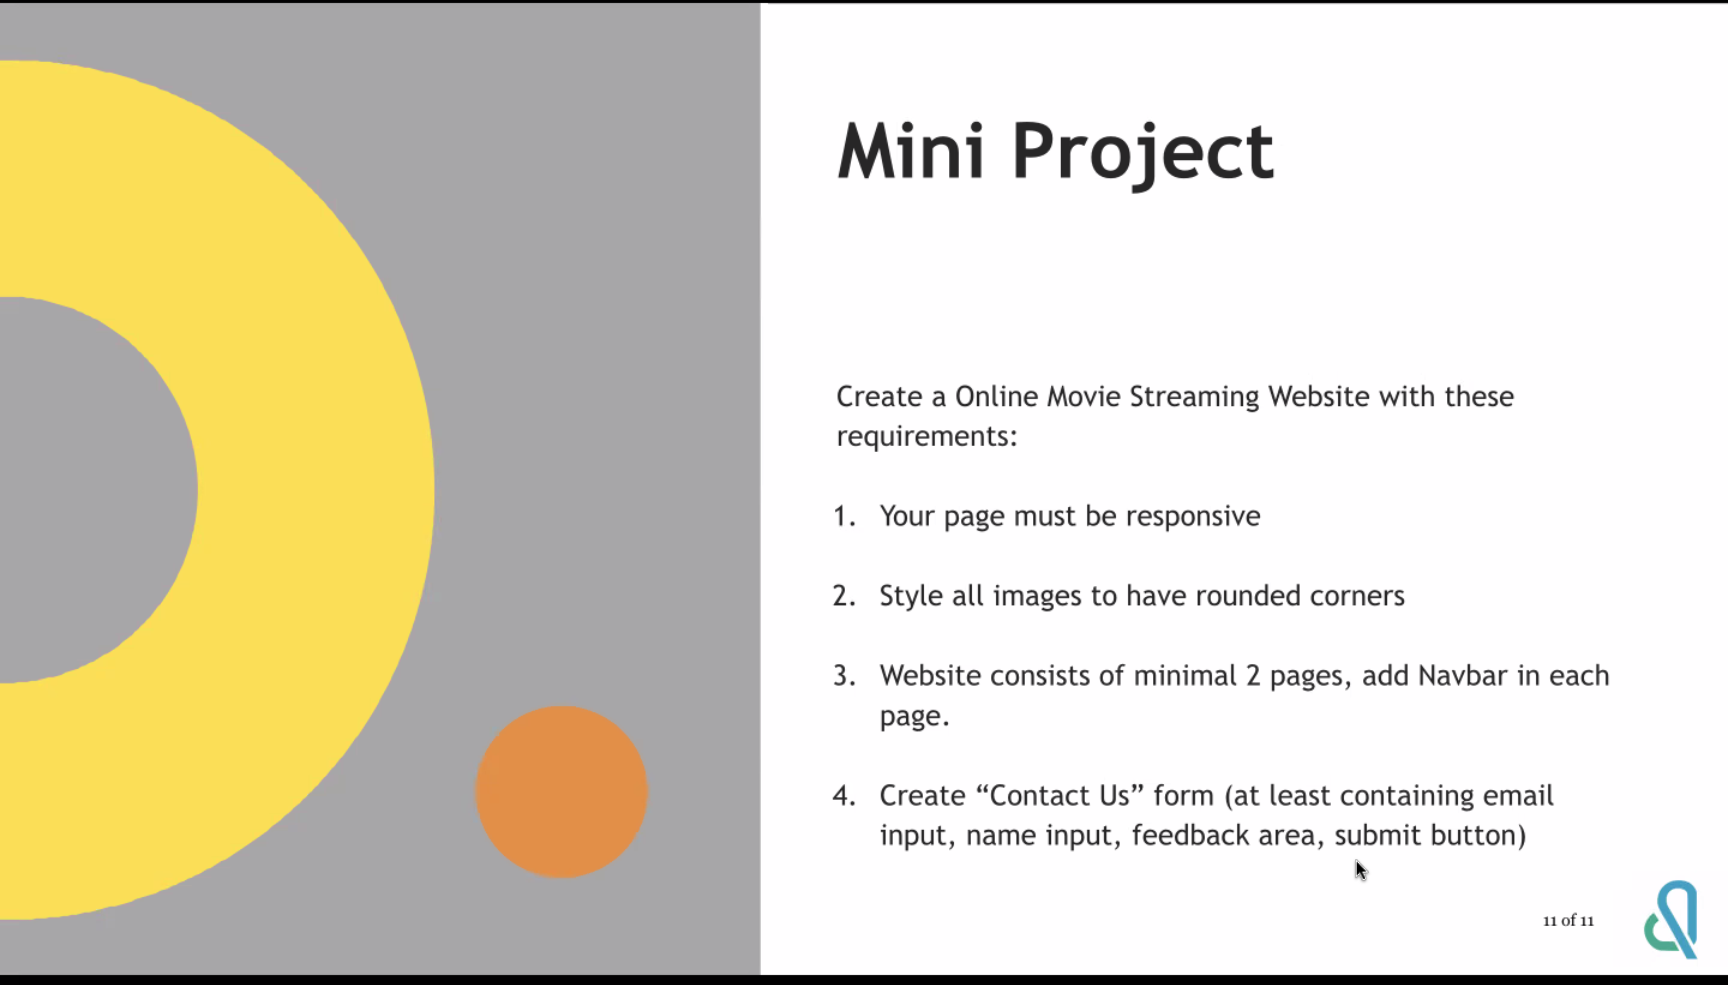 Mini Project
Create a Online Movie Streaming Website with these
requirements:
1. Your page must be responsive
2. Style all images to have rounded corners
3. Website consists of minimal 2 pages, add Navbar in each
page.
4. Create “Contact Us” form (at least containing email
input, name input, feedback area, submit button)
11 of 11